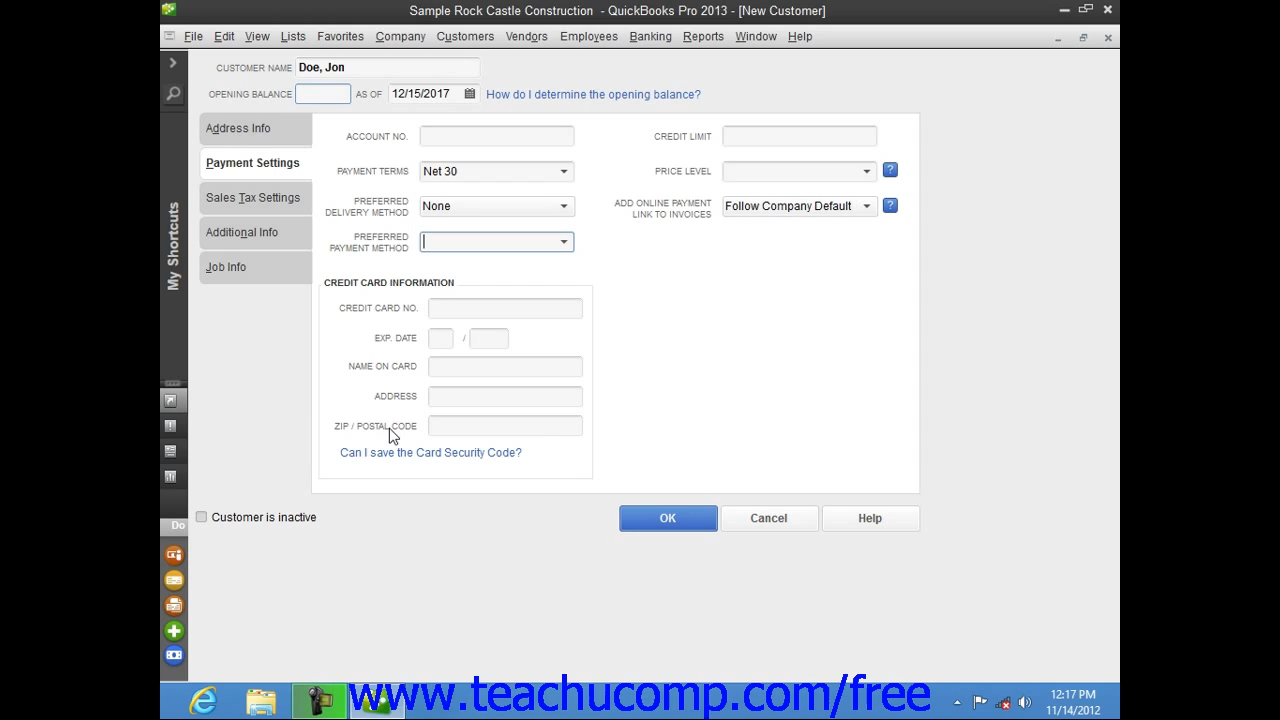 Sample Rock Castle Construction - QuickBooks Pro 2013 - [New Customer]
File Edit View Lists Favorites Company Customers Vendors Employees Banking Reports Window Help
CUSTOMER NAME Doe, Jon
OPENING BALANCE AS OF 12/15/2017 How do I determine the opening balance?
My Shortcuts
Address Info
Payment Settings
Sales Tax Settings
Additional Info
Job Info
ACCOUNT NO.
PAYMENT TERMS Net 30
PREFERRED
DELIVERY METHOD None
PREFERRED
PAYMENT METHOD
CREDIT LIMIT
PRICE LEVEL ?
ADD ONLINE PAYMENT
LINK TO INVOICES Follow Company Default ?
CREDIT CARD INFORMATION
CREDIT CARD NO.
EXP. DATE /
NAME ON CARD
ADDRESS
ZIP / POSTAL CODE
Can I save the Card Security Code?
Customer is inactive
OK Cancel Help
Do
www.teachucomp.com/free
12:17 PM
11/14/2012